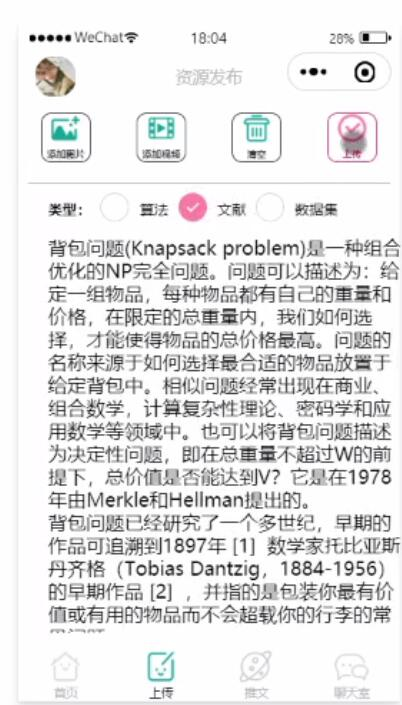 WeChat 18:04 28%
资源发布
添加图片 添加视频 清空 上传
类型： 算法 文献 数据集
背包问题(Knapsack problem)是一种组合
优化的NP完全问题。问题可以描述为：给
定一组物品，每种物品都有自己的重量和
价格，在限定的总重量内，我们如何选
择，才能使得物品的总价格最高。问题的
名称来源于如何选择最合适的物品放置于
给定背包中。相似问题经常出现在商业、
组合数学，计算复杂性理论、密码学和应
用数学等领域中。也可以将背包问题描述
为决定性问题，即在总重量不超过W的前
提下，总价值是否能达到V？它是在1978
年由Merkle和Hellman提出的。
背包问题已经研究了一个多世纪，早期的
作品可追溯到1897年 [1] 数学家托比亚斯
丹齐格（Tobias Dantzig，1884-1956）
的早期作品 [2] ，并指的是包装你最有价
值或有用的物品而不会超载你的行李的常
首页 上传 推文 聊天室